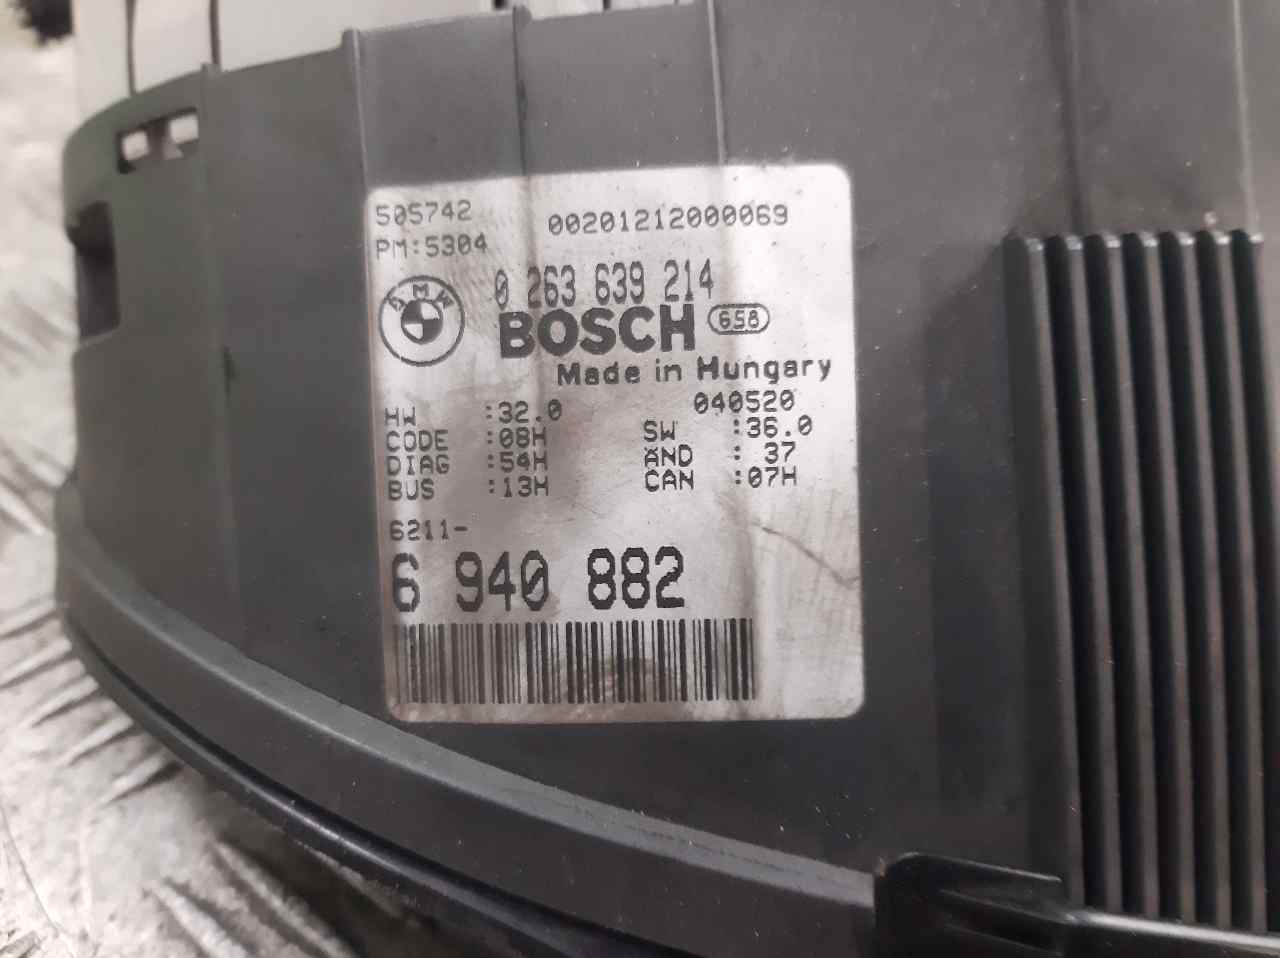 505742 00201212000069
PM:5304
0 263 639 214
BMW
BOSCH 658
Made in Hungary
040520
HW :32.0 SW :36.0
CODE :08H ÄND : 37
DIAG :54H CAN :07H
BUS :13H
6211-
6 940 882